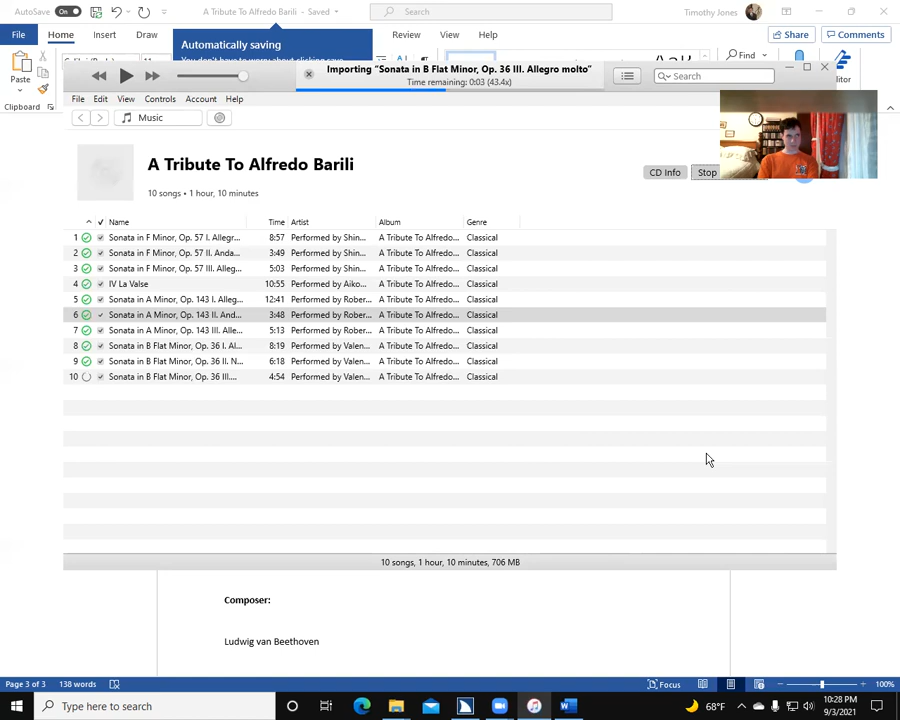 AutoSave On A Tribute To Alfredo Barili - Saved Search Timothy Jones
File Home Insert Draw Review View Help Share Comments
Automatically saving
Paste
Clipboard
Find
Importing “Sonata in B Flat Minor, Op. 36 III. Allegro molto”
Time remaining: 0:03 (43.4x)
Search
File Edit View Controls Account Help
Music
A Tribute To Alfredo Barili
10 songs • 1 hour, 10 minutes
CD Info Stop
Name Time Artist Album Genre
1 Sonata in F Minor, Op. 57 I. Allegr... 8:57 Performed by Shin... A Tribute To Alfredo... Classical
2 Sonata in F Minor, Op. 57 II. Anda... 3:49 Performed by Shin... A Tribute To Alfredo... Classical
3 Sonata in F Minor, Op. 57 III. Alleg... 5:03 Performed by Shin... A Tribute To Alfredo... Classical
4 IV La Valse 10:55 Performed by Aiko... A Tribute To Alfredo... Classical
5 Sonata in A Minor, Op. 143 I. Alleg... 12:41 Performed by Rober... A Tribute To Alfredo... Classical
6 Sonata in A Minor, Op. 143 II. And... 3:48 Performed by Rober... A Tribute To Alfredo... Classical
7 Sonata in A Minor, Op. 143 III. Alle... 5:13 Performed by Rober... A Tribute To Alfredo... Classical
8 Sonata in B Flat Minor, Op. 36 I. Al... 8:19 Performed by Valen... A Tribute To Alfredo... Classical
9 Sonata in B Flat Minor, Op. 36 II. N... 6:18 Performed by Valen... A Tribute To Alfredo... Classical
10 Sonata in B Flat Minor, Op. 36 III.... 4:54 Performed by Valen... A Tribute To Alfredo... Classical
10 songs, 1 hour, 10 minutes, 706 MB
Composer:
Ludwig van Beethoven
Page 3 of 3 138 words Focus 100%
Type here to search 68°F 10:28 PM
9/3/2021